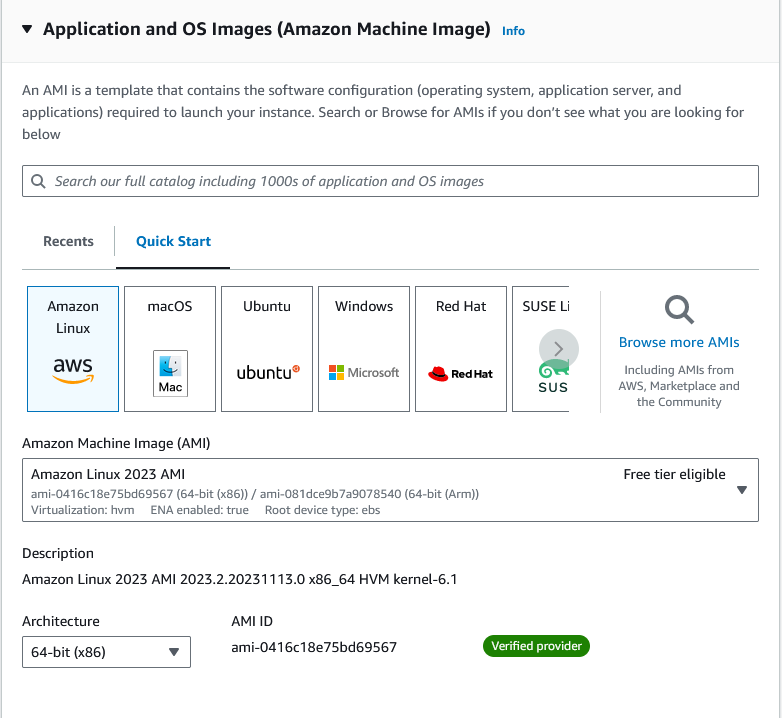 Application and OS Images (Amazon Machine Image) Info
An AMI is a template that contains the software configuration (operating system, application server, and
applications) required to launch your instance. Search or Browse for AMIs if you don't see what you are looking for
below
Search our full catalog including 1000s of application and OS images
Recents
Quick Start
Amazon
Linux
aws
macOS
Mac
Ubuntu
ubuntu
Windows
Microsoft
Red Hat
Red Hat
SUSE Li
SUS
Browse more AMIs
Including AMIs from
AWS, Marketplace and
the Community
Amazon Machine Image (AMI)
Amazon Linux 2023 AMI
Free tier eligible
ami-0416c18e75bd69567 (64-bit (x86)) / ami-081dce9b7a9078540 (64-bit (Arm))
Virtualization: hvm ENA enabled: true Root device type: ebs
Description
Amazon Linux 2023 AMI 2023.2.20231113.0 x86_64 HVM kernel-6.1
Architecture
64-bit (x86)
AMI ID
ami-0416c18e75bd69567
Verified provider